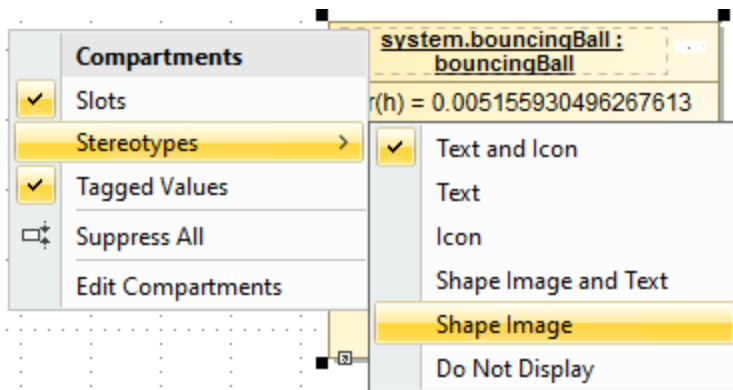 system.bouncingBall :
bouncingBall
r(h) = 0.005155930496267613
Compartments
Slots
Stereotypes
Tagged Values
Suppress All
Edit Compartments
Text and Icon
Text
Icon
Shape Image and Text
Shape Image
Do Not Display